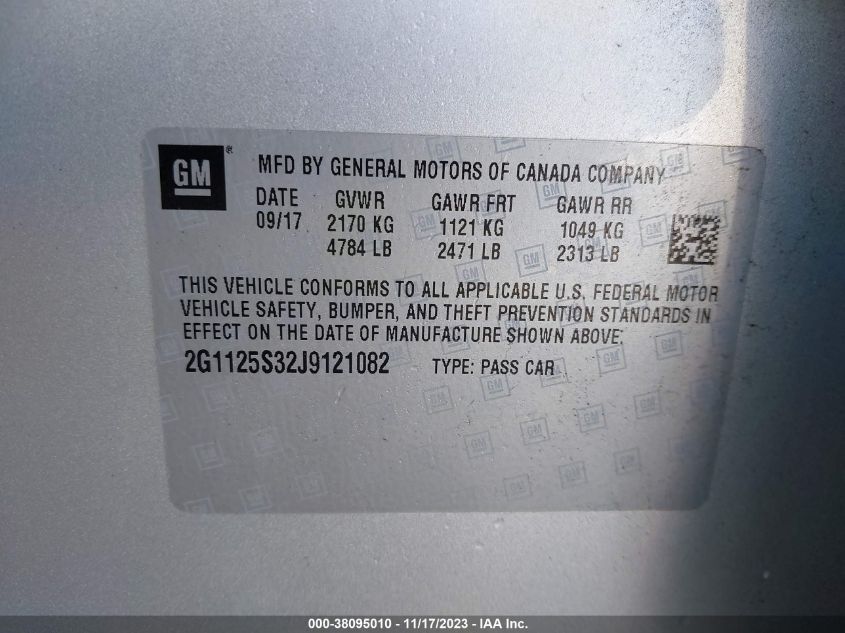 GM ® MFD BY GENERAL MOTORS OF CANADA COMPANY
DATE GVWR GAWR FRT GAWR RR
09/17 2170 KG 1121 KG 1049 KG
4784 LB 2471 LB 2313 LB
THIS VEHICLE CONFORMS TO ALL APPLICABLE U.S. FEDERAL MOTOR
VEHICLE SAFETY, BUMPER, AND THEFT PREVENTION STANDARDS IN
EFFECT ON THE DATE OF MANUFACTURE SHOWN ABOVE:
2G1125S32J9121082 TYPE: PASS CAR
000-38095010 - 11/17/2023 - IAA Inc.